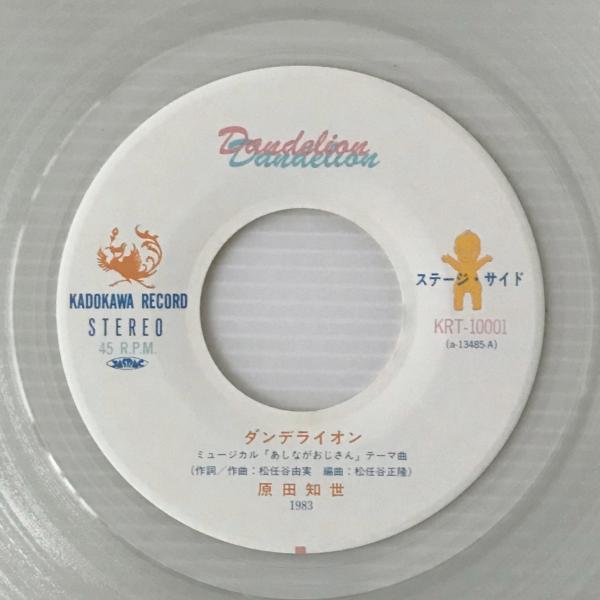 Dandelion
Dandelion
KADOKAWA RECORD
STEREO
45 R.P.M.
JASRAC
ステージ・サイド
KRT-10001
(a-13485-A)
ダンデライオン
ミュージカル「あしながおじさん」テーマ曲
(作詞/作曲:松任谷由実 編曲:松任谷正隆)
原田知世
1983